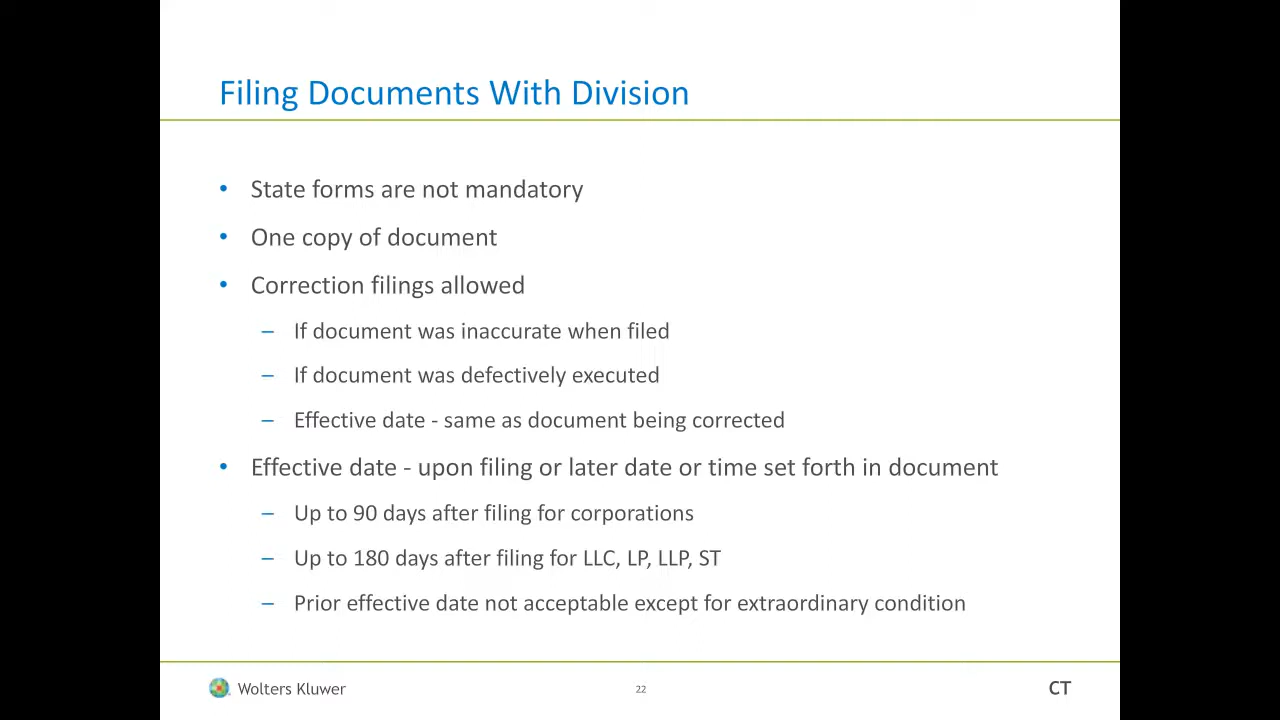 Filing Documents With Division
• State forms are not mandatory
• One copy of document
• Correction filings allowed
– If document was inaccurate when filed
– If document was defectively executed
– Effective date - same as document being corrected
• Effective date - upon filing or later date or time set forth in document
– Up to 90 days after filing for corporations
– Up to 180 days after filing for LLC, LP, LLP, ST
– Prior effective date not acceptable except for extraordinary condition
Wolters Kluwer
22
CT